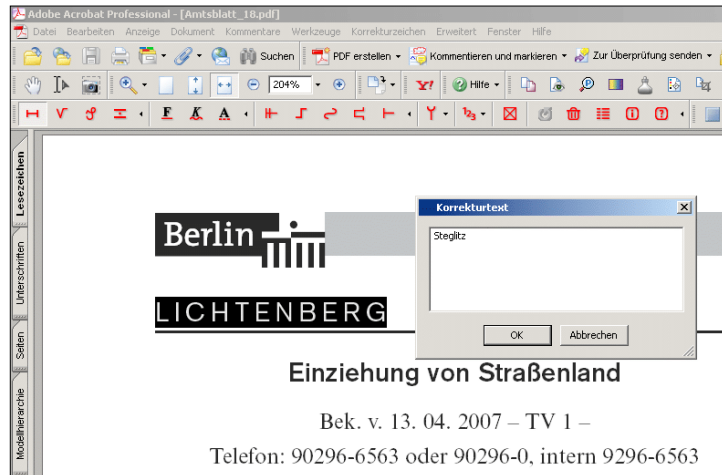 Adobe Acrobat Professional - [Amtsblatt_18.pdf]
Datei Bearbeiten Anzeige Dokument Kommentare Werkzeuge Korrekturzeichen Erweitert Fenster Hilfe
Suchen PDF erstellen Kommentieren und markieren Zur Überprüfung senden
204% Y! Hilfe
F K A
Lesezeichen
Unterschriften
Seiten
Modellhierarchie
Korrekturtext
Steglitz
OK Abbrechen
Berlin
LICHTENBERG
Einziehung von Straßenland
Bek. v. 13. 04. 2007 – TV 1 –
Telefon: 90296-6563 oder 90296-0, intern 9296-6563